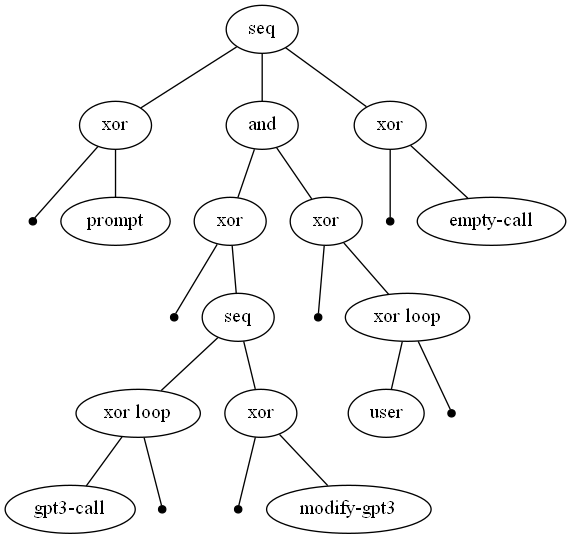 seq
xor
and
xor
prompt
xor
xor
empty-call
seq
xor loop
xor loop
xor
user
gpt3-call
modify-gpt3